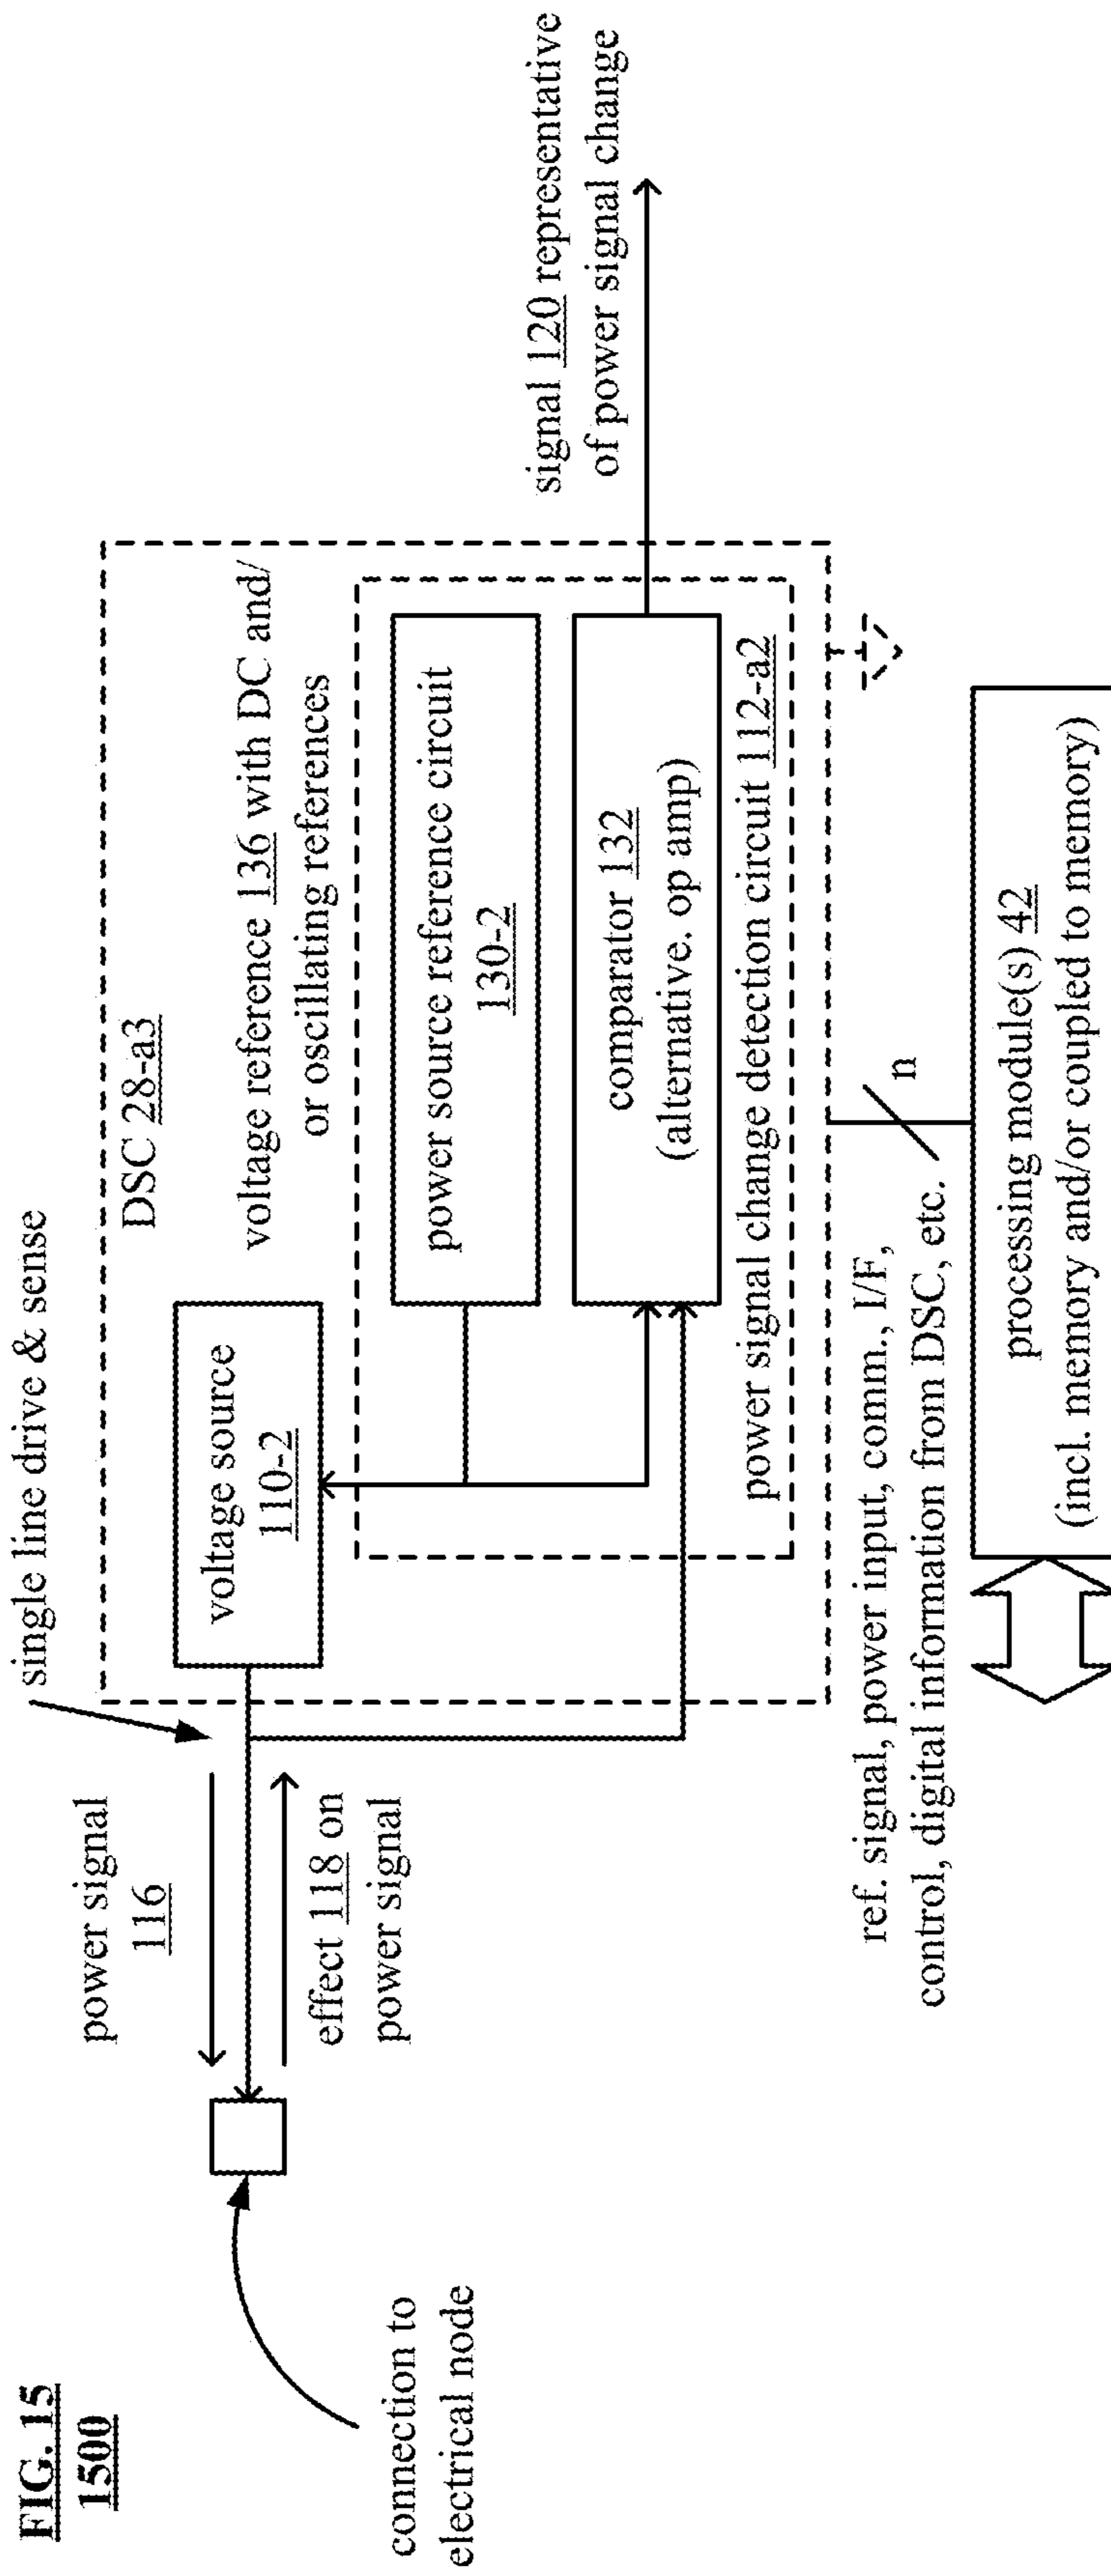 FIG. 15
1500
single line drive & sense
power signal
116
effect 118 on
power signal
connection to
electrical node
DSC 28-a3
voltage source
110-2
voltage reference 136 with DC and/
or oscillating references
power source reference circuit
130-2
comparator 132
(alternative. op amp)
power signal change detection circuit 112-a2
signal 120 representative
of power signal change
ref. signal, power input, comm., I/F,
control, digital information from DSC, etc.
n
processing module(s) 42
(incl. memory and/or coupled to memory)